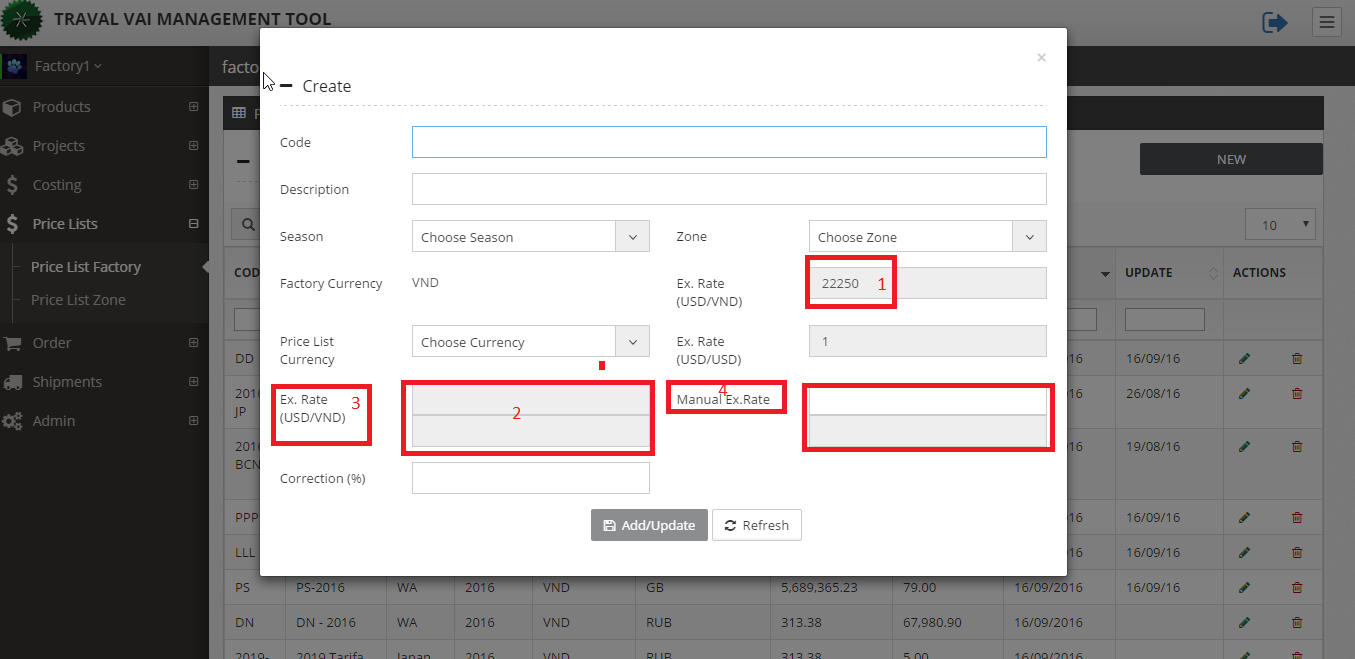 TRAVAL VAI MANAGEMENT TOOL
Factory1
Products
Projects
Costing
Price Lists
Price List Factory
Price List Zone
Order
Shipments
Admin
facto
NEW
10
×
Create
Code
Description
Season
Choose Season
Zone
Choose Zone
Factory Currency
VND
Ex. Rate
(USD/VND)
22250
1
Price List
Currency
Choose Currency
Ex. Rate
(USD/USD)
1
Ex. Rate
(USD/VND)
3
2
4
Manual Ex.Rate
Correction (%)
Add/Update
Refresh
COD
UPDATE
ACTIONS
DD
016
16/09/16
2016
JP
016
26/08/16
2016
BCN
016
19/08/16
PPP
016
16/09/16
LLL
016
16/09/16
PS
PS-2016
WA
2016
VND
GB
5,689,365.23
79.00
16/09/2016
16/09/16
DN
DN - 2016
WA
2016
VND
RUB
313.38
67,980.90
16/09/2016
2019-
2019 Tarifa
Japan
2016
VND
RUB
313.38
5.00
16/09/2016